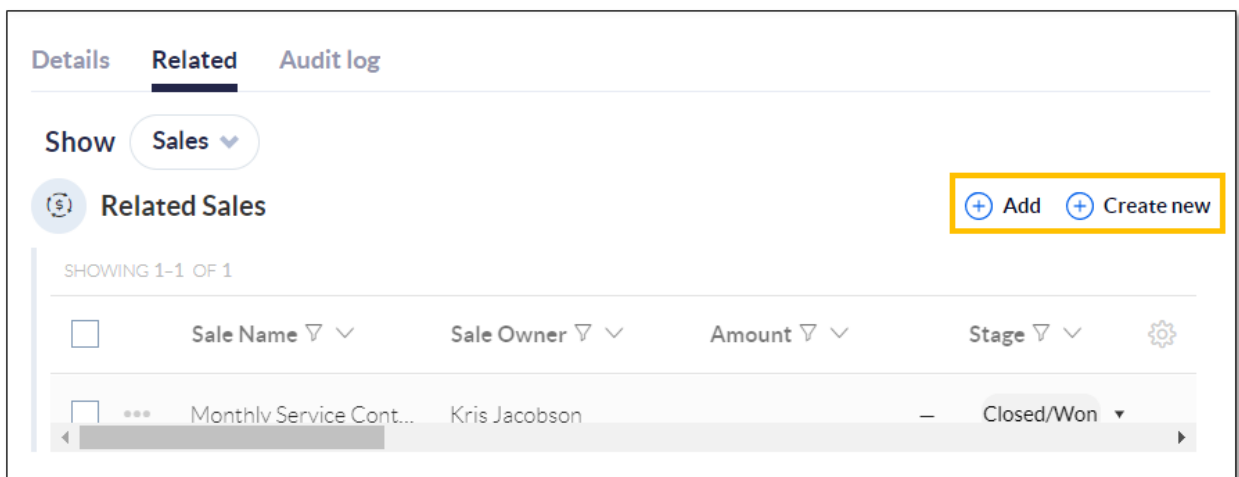 Details Related Audit log
Show Sales
Related Sales Add Create new
SHOWING 1–1 OF 1
Sale Name Sale Owner Amount Stage
Monthly Service Cont... Kris Jacobson – Closed/Won